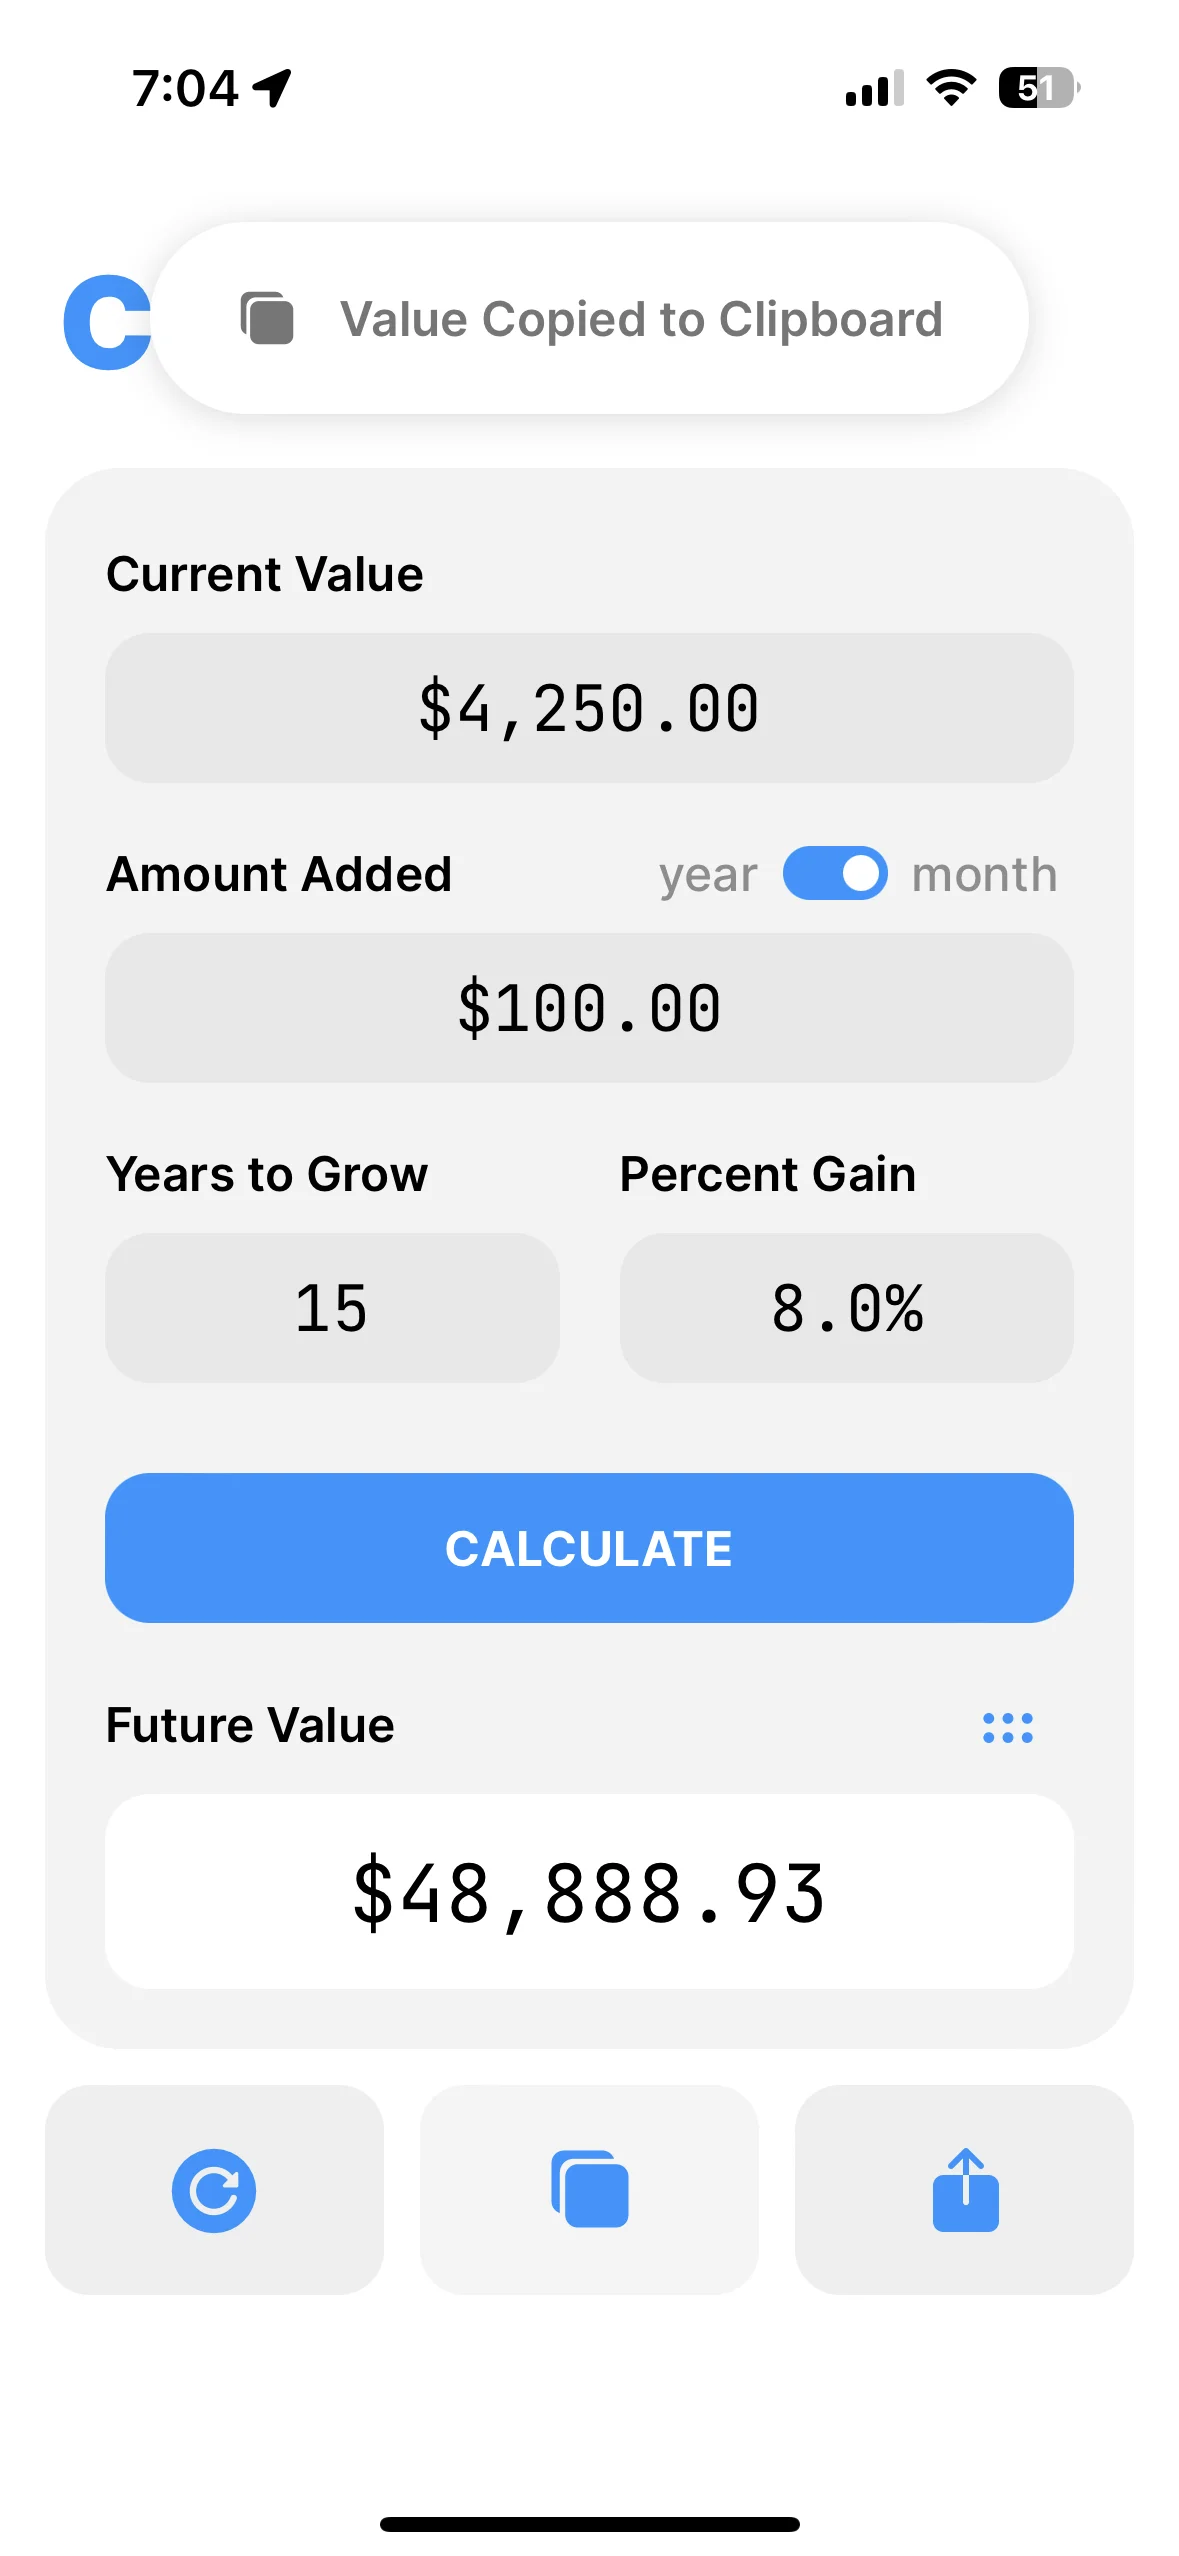 7:04
51
C
Value Copied to Clipboard
Current Value
$4,250.00
Amount Added year month
$100.00
Years to Grow Percent Gain
15 8.0%
CALCULATE
Future Value
$48,888.93